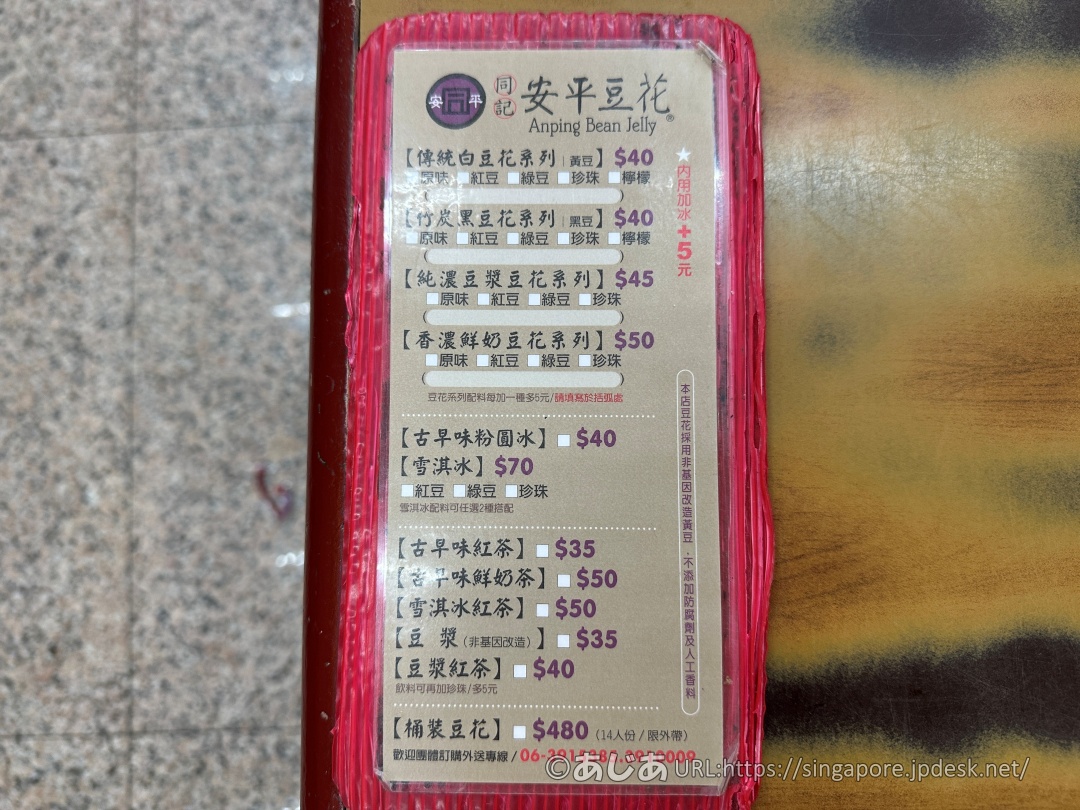 安平
同記 安平豆花®
Anping Bean Jelly
【傳統白豆花系列|黃豆】$40
□原味 □紅豆 □綠豆 □珍珠 □檸檬
【竹炭黑豆花系列|黑豆】$40
□原味 □紅豆 □綠豆 □珍珠 □檸檬
【純濃豆漿豆花系列】$45
□原味 □紅豆 □綠豆 □珍珠
【香濃鮮奶豆花系列】$50
□原味 □紅豆 □綠豆 □珍珠
豆花系列配料每加一種多5元/請填寫於括弧處
★內用加冰+5元
【古早味粉圓冰】□$40
【雪淇冰】$70
□紅豆 □綠豆 □珍珠
雪淇冰配料可任選2種搭配
【古早味紅茶】□$35
【古早味鮮奶茶】□$50
【雪淇冰紅茶】□$50
【豆 漿(非基因改造)】□$35
【豆漿紅茶】□$40
飲料可再加珍珠/多5元
本店豆花採用非基因改造黃豆,不添加防腐劑及人工香料
【桶裝豆花】□$480(14人份/限外帶)
歡迎團體訂購外送專線/06-
©あしあ URL:https://singapore.jpdesk.net/